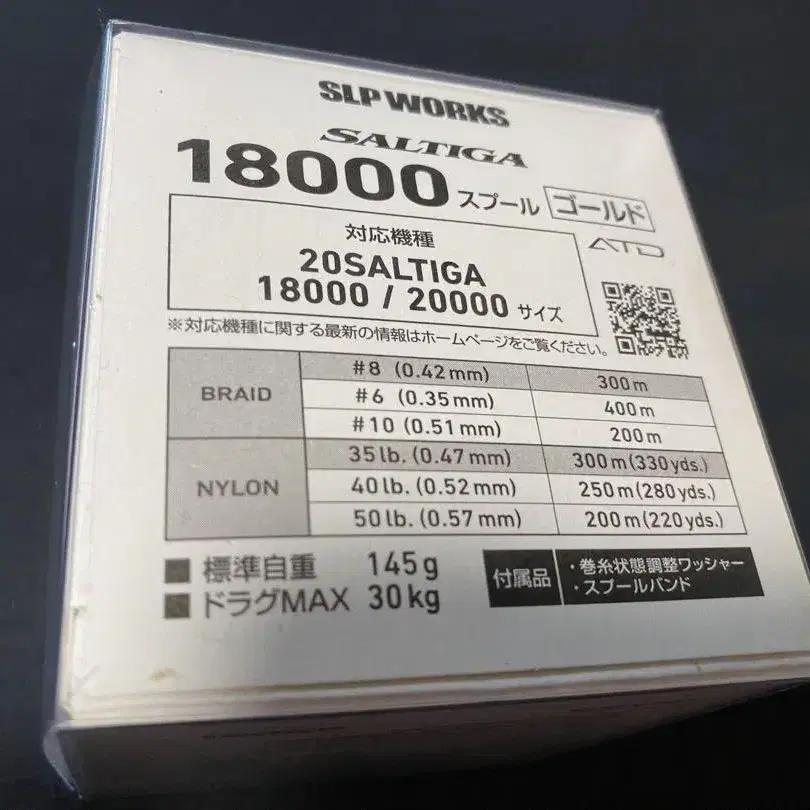 SLP WORKS
SALTIGA
18000 スプール ゴールド
ATD
対応機種
20SALTIGA
18000 / 20000 サイズ
※対応機種に関する最新の情報はホームページをご覧ください。
BRAID
#8 (0.42mm) 300m
#6 (0.35mm) 400m
#10 (0.51mm) 200m
NYLON
35lb. (0.47mm) 300m(330yds.)
40lb. (0.52mm) 250m(280yds.)
50lb. (0.57mm) 200m(220yds.)
■ 標準自重 145g
■ ドラグMAX 30kg
付属品
・巻糸状態調整ワッシャー
・スプールバンド